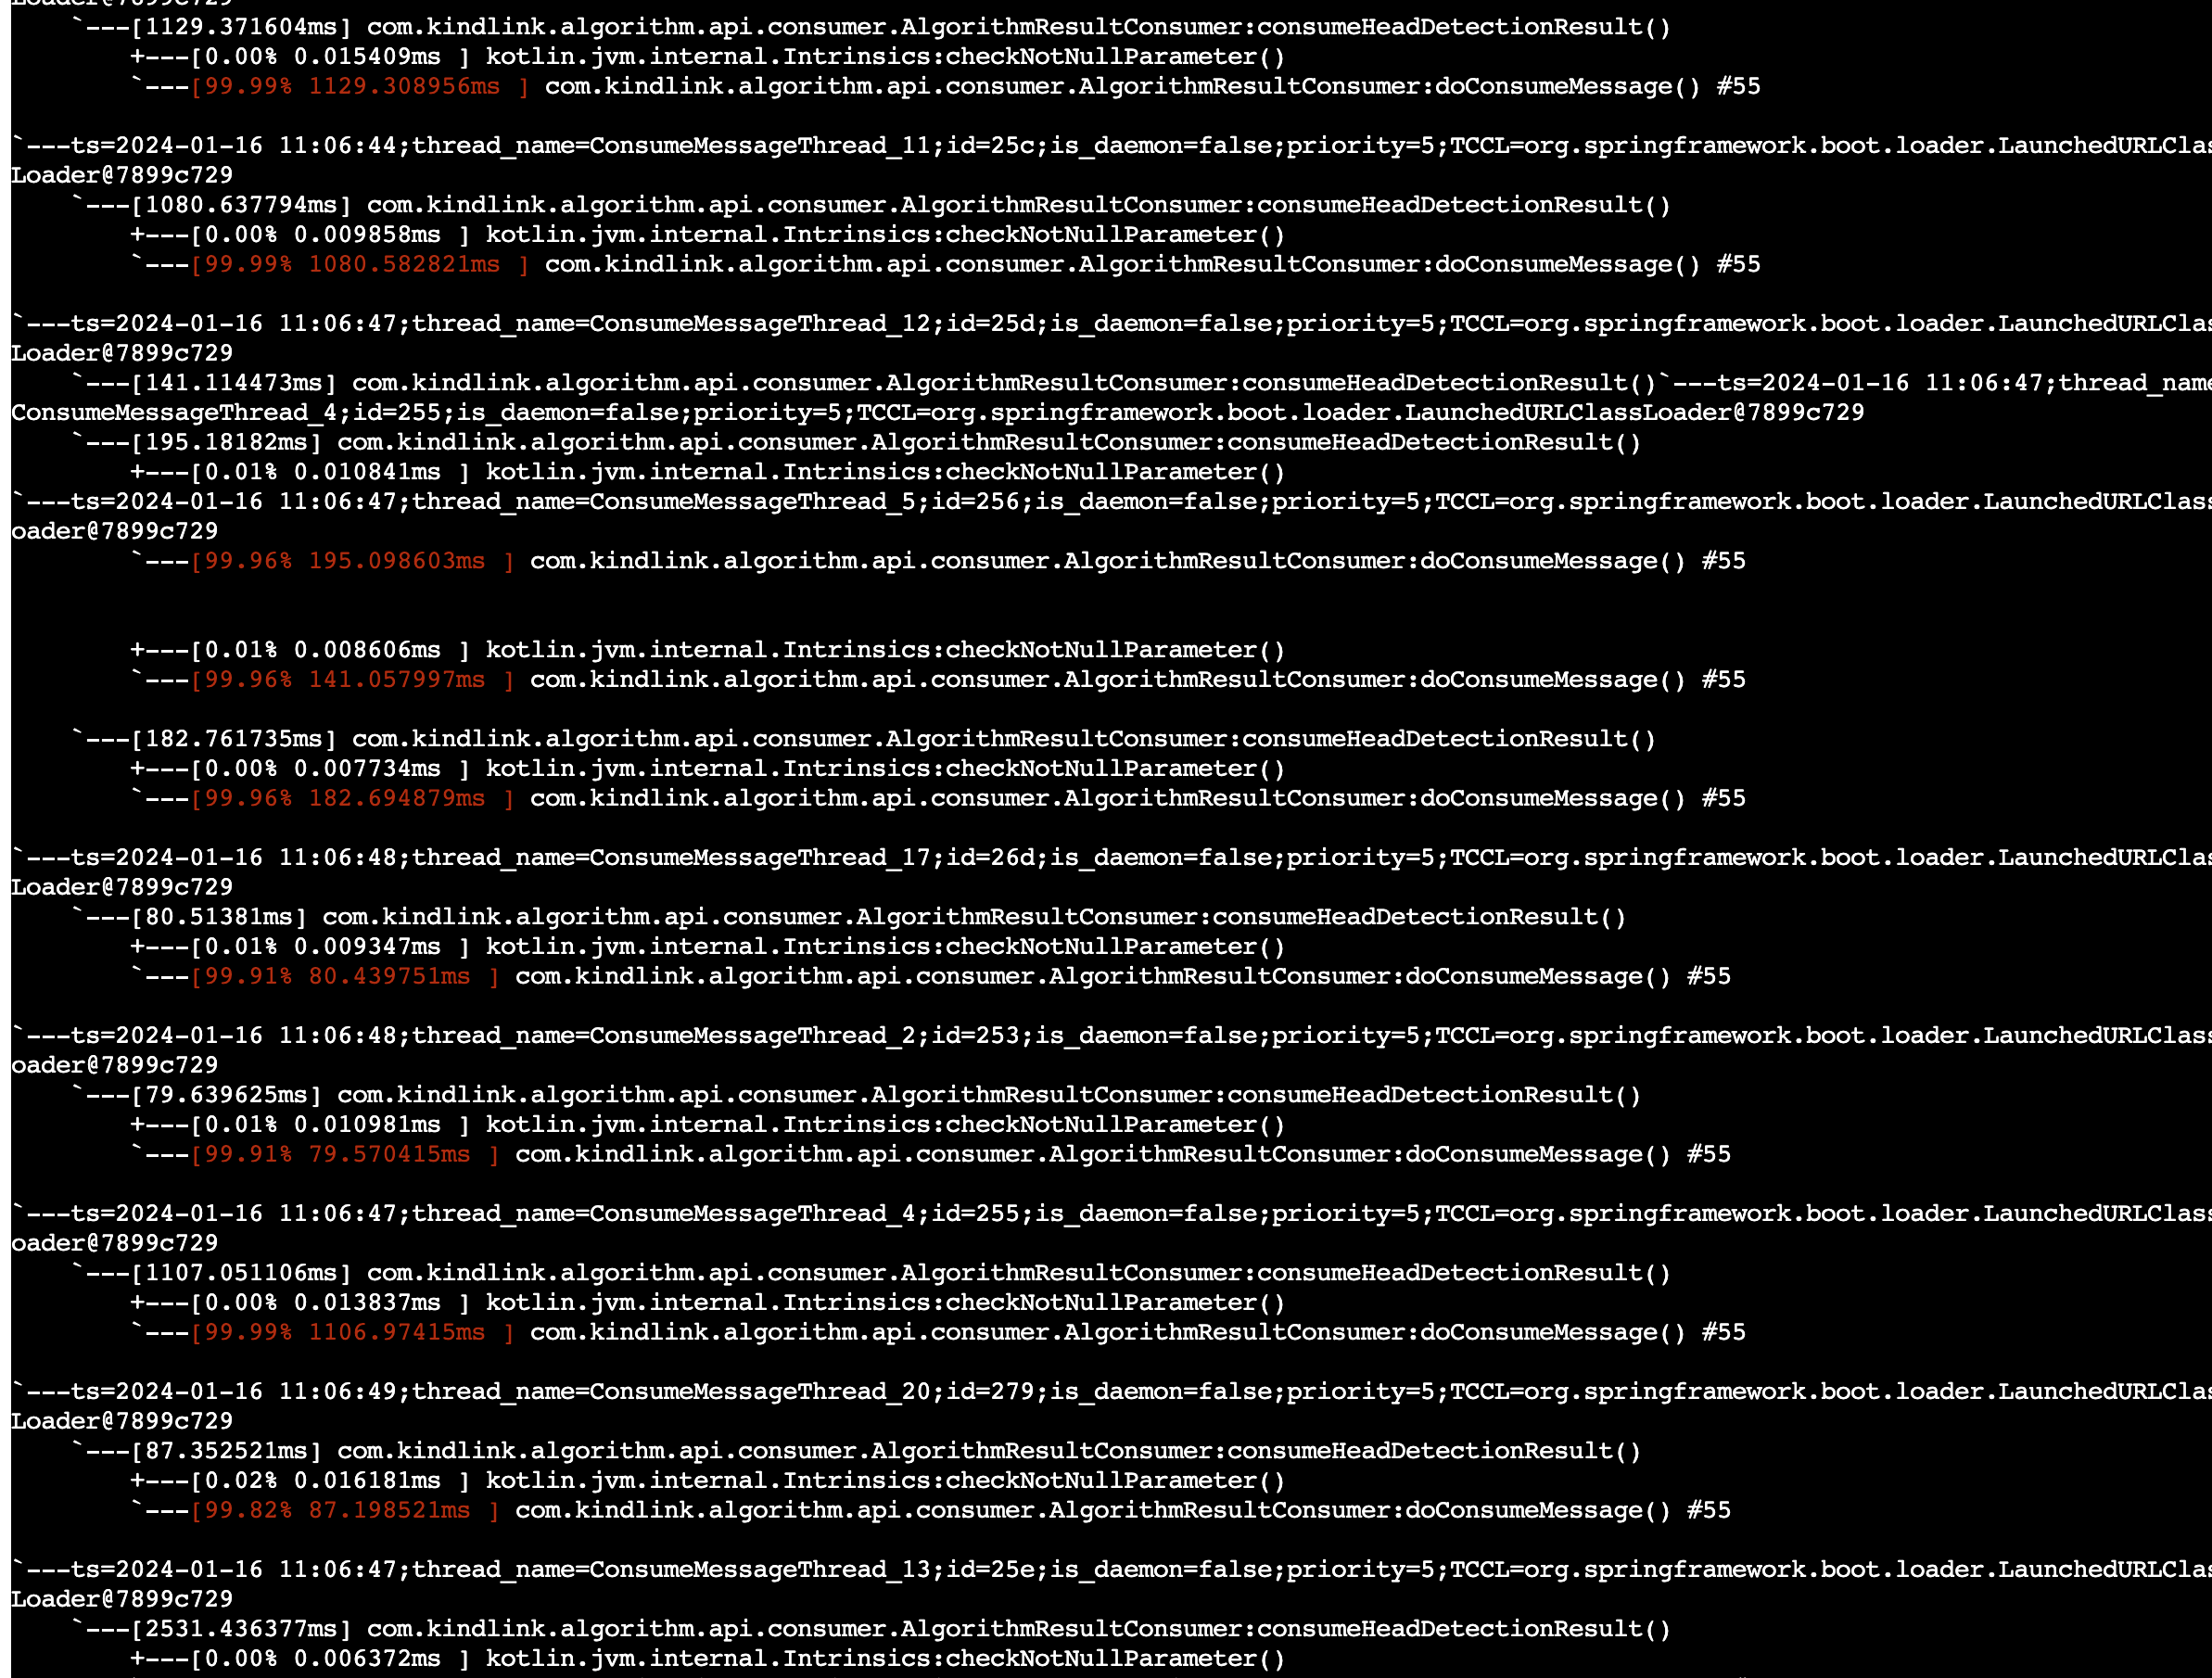 Loader@7899c729
    `---[1129.371604ms] com.kindlink.algorithm.api.consumer.AlgorithmResultConsumer:consumeHeadDetectionResult()
        +---[0.00% 0.015409ms ] kotlin.jvm.internal.Intrinsics:checkNotNullParameter()
        `---[99.99% 1129.308956ms ] com.kindlink.algorithm.api.consumer.AlgorithmResultConsumer:doConsumeMessage() #55

`---ts=2024-01-16 11:06:44;thread_name=ConsumeMessageThread_11;id=25c;is_daemon=false;priority=5;TCCL=org.springframework.boot.loader.LaunchedURLClas
Loader@7899c729
    `---[1080.637794ms] com.kindlink.algorithm.api.consumer.AlgorithmResultConsumer:consumeHeadDetectionResult()
        +---[0.00% 0.009858ms ] kotlin.jvm.internal.Intrinsics:checkNotNullParameter()
        `---[99.99% 1080.582821ms ] com.kindlink.algorithm.api.consumer.AlgorithmResultConsumer:doConsumeMessage() #55

`---ts=2024-01-16 11:06:47;thread_name=ConsumeMessageThread_12;id=25d;is_daemon=false;priority=5;TCCL=org.springframework.boot.loader.LaunchedURLClas
Loader@7899c729
    `---[141.114473ms] com.kindlink.algorithm.api.consumer.AlgorithmResultConsumer:consumeHeadDetectionResult()`---ts=2024-01-16 11:06:47;thread_name
ConsumeMessageThread_4;id=255;is_daemon=false;priority=5;TCCL=org.springframework.boot.loader.LaunchedURLClassLoader@7899c729
    `---[195.18182ms] com.kindlink.algorithm.api.consumer.AlgorithmResultConsumer:consumeHeadDetectionResult()
        +---[0.01% 0.010841ms ] kotlin.jvm.internal.Intrinsics:checkNotNullParameter()
`---ts=2024-01-16 11:06:47;thread_name=ConsumeMessageThread_5;id=256;is_daemon=false;priority=5;TCCL=org.springframework.boot.loader.LaunchedURLClass
oader@7899c729
        `---[99.96% 195.098603ms ] com.kindlink.algorithm.api.consumer.AlgorithmResultConsumer:doConsumeMessage() #55

        +---[0.01% 0.008606ms ] kotlin.jvm.internal.Intrinsics:checkNotNullParameter()
        `---[99.96% 141.057997ms ] com.kindlink.algorithm.api.consumer.AlgorithmResultConsumer:doConsumeMessage() #55

    `---[182.761735ms] com.kindlink.algorithm.api.consumer.AlgorithmResultConsumer:consumeHeadDetectionResult()
        +---[0.00% 0.007734ms ] kotlin.jvm.internal.Intrinsics:checkNotNullParameter()
        `---[99.96% 182.694879ms ] com.kindlink.algorithm.api.consumer.AlgorithmResultConsumer:doConsumeMessage() #55

`---ts=2024-01-16 11:06:48;thread_name=ConsumeMessageThread_17;id=26d;is_daemon=false;priority=5;TCCL=org.springframework.boot.loader.LaunchedURLClas
Loader@7899c729
    `---[80.51381ms] com.kindlink.algorithm.api.consumer.AlgorithmResultConsumer:consumeHeadDetectionResult()
        +---[0.01% 0.009347ms ] kotlin.jvm.internal.Intrinsics:checkNotNullParameter()
        `---[99.91% 80.439751ms ] com.kindlink.algorithm.api.consumer.AlgorithmResultConsumer:doConsumeMessage() #55

`---ts=2024-01-16 11:06:48;thread_name=ConsumeMessageThread_2;id=253;is_daemon=false;priority=5;TCCL=org.springframework.boot.loader.LaunchedURLClass
oader@7899c729
    `---[79.639625ms] com.kindlink.algorithm.api.consumer.AlgorithmResultConsumer:consumeHeadDetectionResult()
        +---[0.01% 0.010981ms ] kotlin.jvm.internal.Intrinsics:checkNotNullParameter()
        `---[99.91% 79.570415ms ] com.kindlink.algorithm.api.consumer.AlgorithmResultConsumer:doConsumeMessage() #55

`---ts=2024-01-16 11:06:47;thread_name=ConsumeMessageThread_4;id=255;is_daemon=false;priority=5;TCCL=org.springframework.boot.loader.LaunchedURLClass
oader@7899c729
    `---[1107.051106ms] com.kindlink.algorithm.api.consumer.AlgorithmResultConsumer:consumeHeadDetectionResult()
        +---[0.00% 0.013837ms ] kotlin.jvm.internal.Intrinsics:checkNotNullParameter()
        `---[99.99% 1106.97415ms ] com.kindlink.algorithm.api.consumer.AlgorithmResultConsumer:doConsumeMessage() #55

`---ts=2024-01-16 11:06:49;thread_name=ConsumeMessageThread_20;id=279;is_daemon=false;priority=5;TCCL=org.springframework.boot.loader.LaunchedURLClas
Loader@7899c729
    `---[87.352521ms] com.kindlink.algorithm.api.consumer.AlgorithmResultConsumer:consumeHeadDetectionResult()
        +---[0.02% 0.016181ms ] kotlin.jvm.internal.Intrinsics:checkNotNullParameter()
        `---[99.82% 87.198521ms ] com.kindlink.algorithm.api.consumer.AlgorithmResultConsumer:doConsumeMessage() #55

`---ts=2024-01-16 11:06:47;thread_name=ConsumeMessageThread_13;id=25e;is_daemon=false;priority=5;TCCL=org.springframework.boot.loader.LaunchedURLClas
Loader@7899c729
    `---[2531.436377ms] com.kindlink.algorithm.api.consumer.AlgorithmResultConsumer:consumeHeadDetectionResult()
        +---[0.00% 0.006372ms ] kotlin.jvm.internal.Intrinsics:checkNotNullParameter()